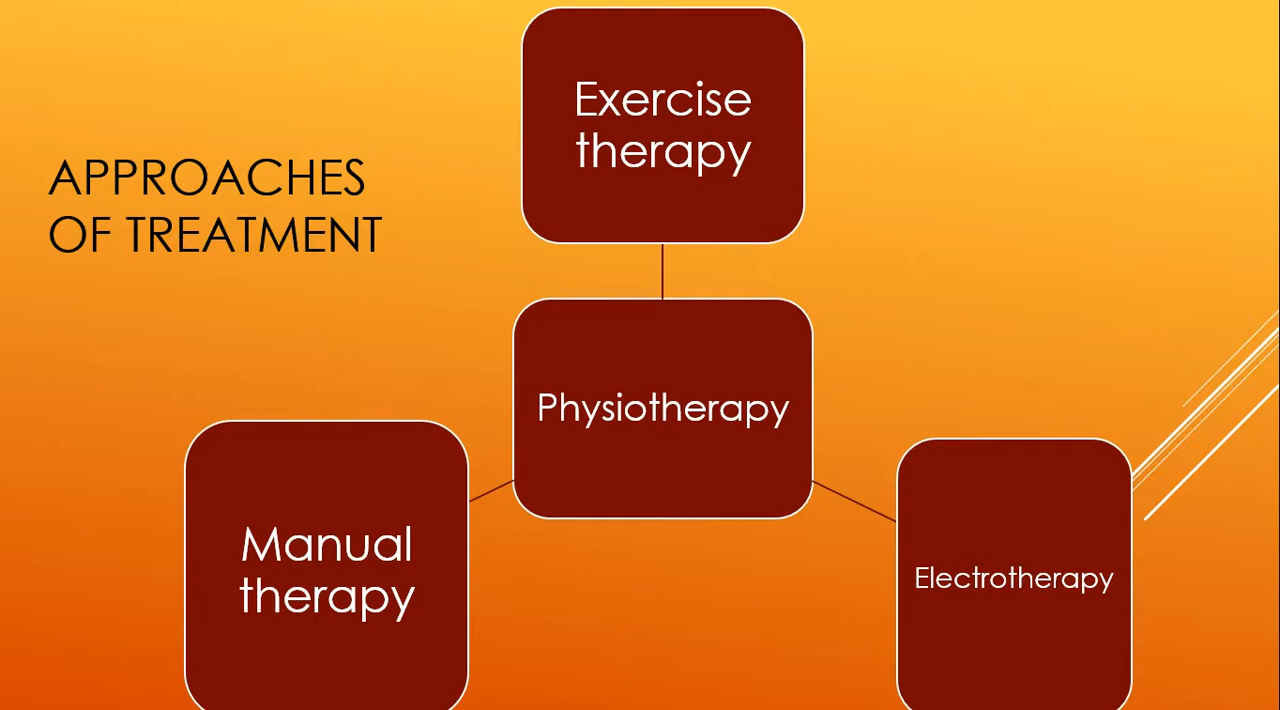 APPROACHES
OF TREATMENT
Exercise
therapy
Physiotherapy
Manual
therapy
Electrotherapy